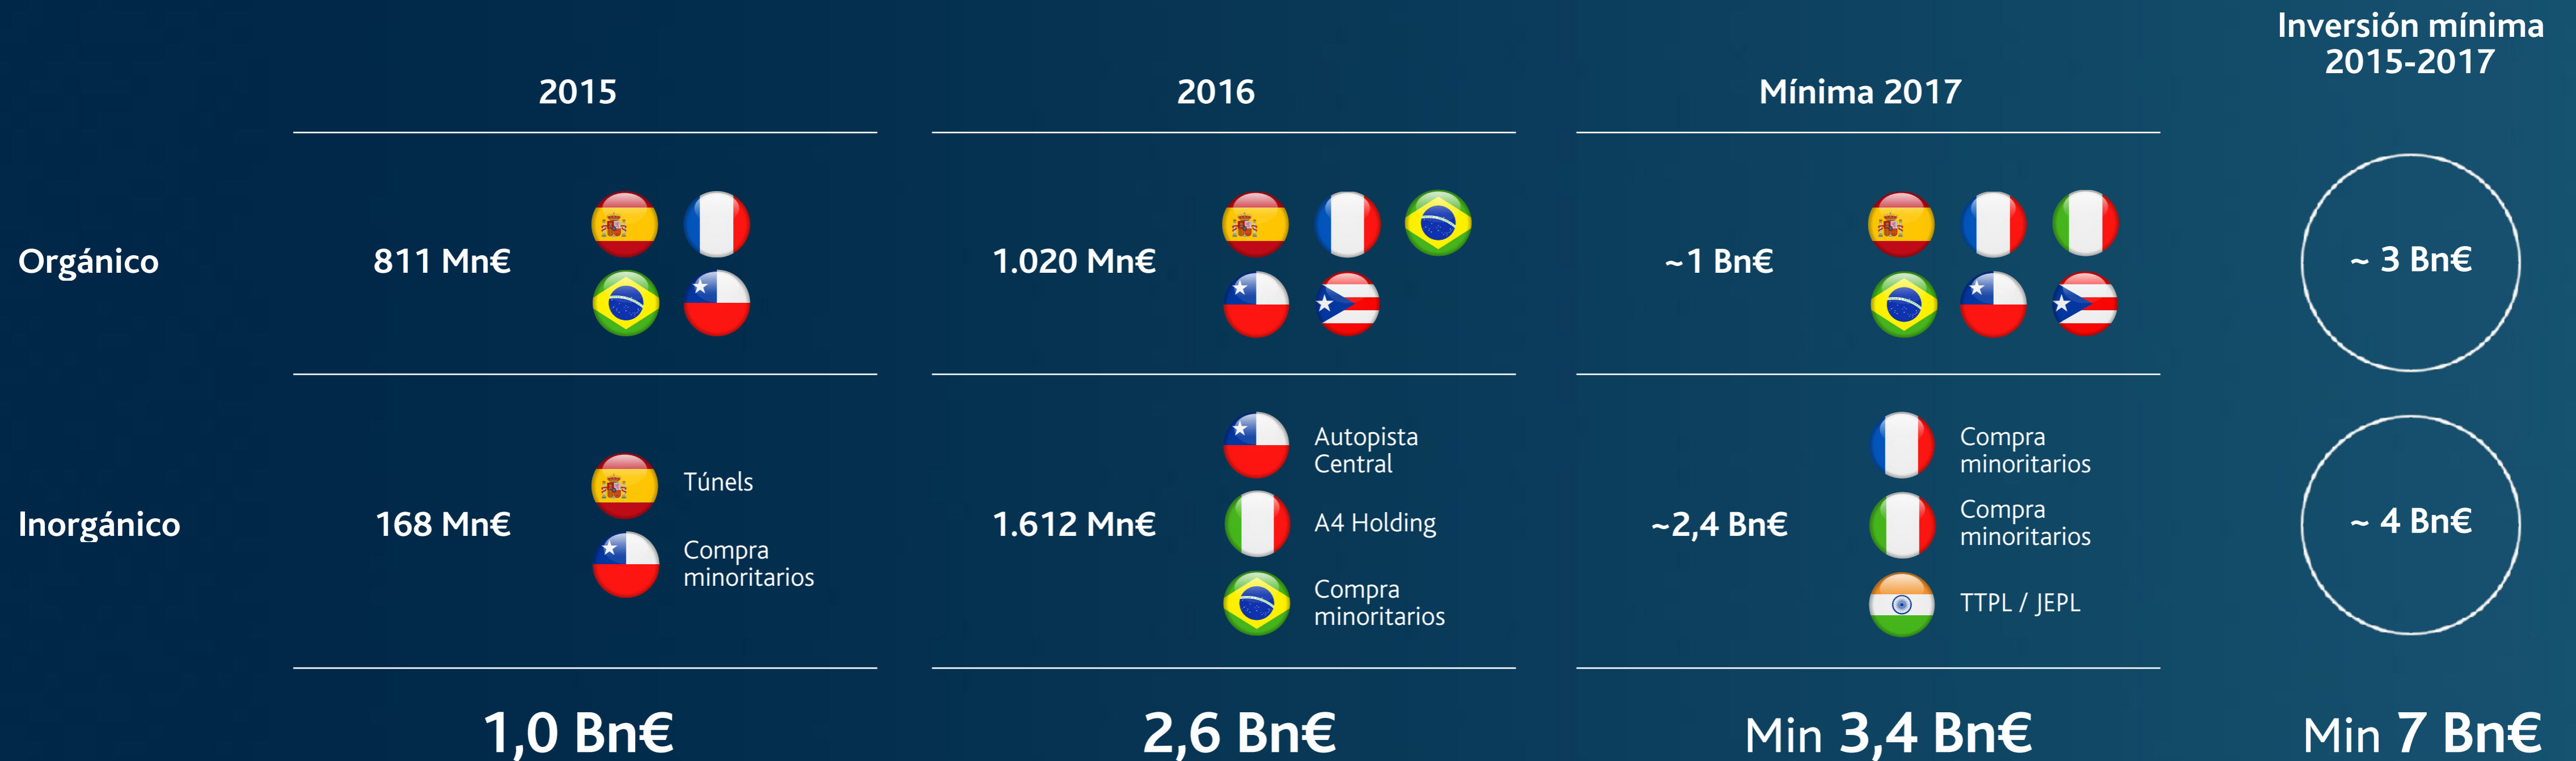 Inversión mínima
2015-2017
2015
2016
Mínima 2017
Orgánico
811 Mn€
1.020 Mn€
~1 Bn€
~ 3 Bn€
Inorgánico
168 Mn€
Túnels
Compra
minoritarios
1.612 Mn€
Autopista
Central
A4 Holding
Compra
minoritarios
~2,4 Bn€
Compra
minoritarios
Compra
minoritarios
TTPL / JEPL
~ 4 Bn€
1,0 Bn€
2,6 Bn€
Min 3,4 Bn€
Min 7 Bn€